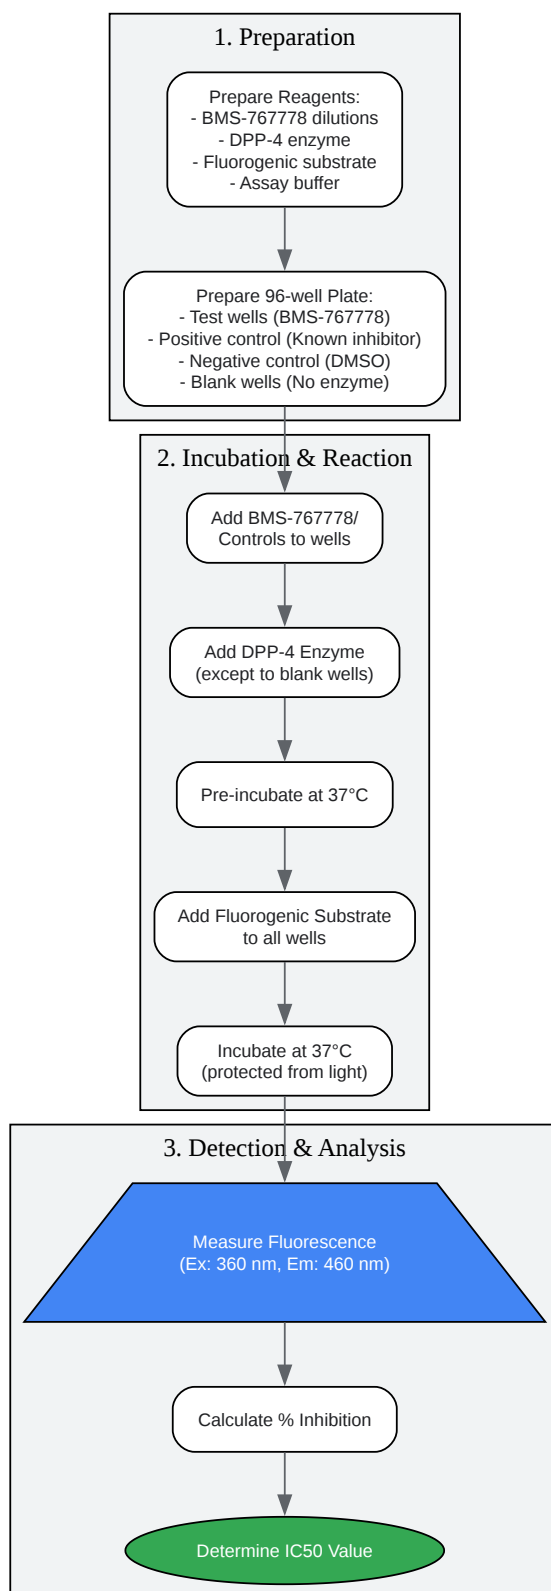 1. Preparation
Prepare Reagents:
- BMS-767778 dilutions
- DPP-4 enzyme
- Fluorogenic substrate
- Assay buffer
Prepare 96-well Plate:
- Test wells (BMS-767778)
- Positive control (Known inhibitor)
- Negative control (DMSO)
- Blank wells (No enzyme)
2. Incubation & Reaction
Add BMS-767778/
Controls to wells
Add DPP-4 Enzyme
(except to blank wells)
Pre-incubate at 37°C
Add Fluorogenic Substrate
to all wells
Incubate at 37°C
(protected from light)
3. Detection & Analysis
Measure Fluorescence
(Ex: 360 nm, Em: 460 nm)
Calculate % Inhibition
Determine IC50 Value